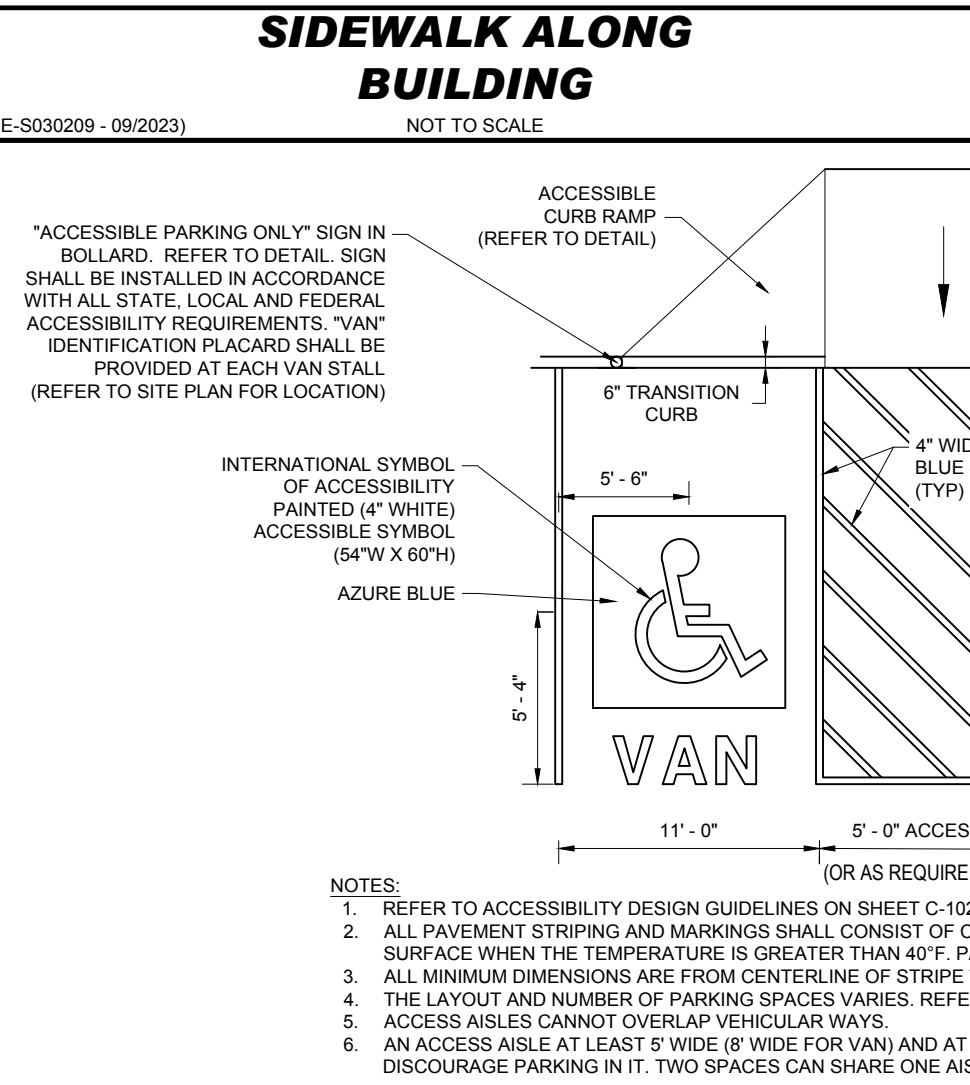 SIDEWALK ALONG
BUILDING
E-S030209 - 09/2023)
NOT TO SCALE
ACCESSIBLE
CURB RAMP
(REFER TO DETAIL)
"ACCESSIBLE PARKING ONLY" SIGN IN
BOLLARD. REFER TO DETAIL. SIGN
SHALL BE INSTALLED IN ACCORDANCE
WITH ALL STATE, LOCAL AND FEDERAL
ACCESSIBILITY REQUIREMENTS. "VAN"
IDENTIFICATION PLACARD SHALL BE
PROVIDED AT EACH VAN STALL
(REFER TO SITE PLAN FOR LOCATION)
6" TRANSITION
CURB
4" WID
BLUE
(TYP)
INTERNATIONAL SYMBOL
OF ACCESSIBILITY
PAINTED (4" WHITE)
ACCESSIBLE SYMBOL
(54"W X 60"H)
5' - 6"
AZURE BLUE
5' - 4"
VAN
11' - 0"
5' - 0" ACCES
(OR AS REQUIRE
NOTES:
1. REFER TO ACCESSIBILITY DESIGN GUIDELINES ON SHEET C-102
2. ALL PAVEMENT STRIPING AND MARKINGS SHALL CONSIST OF C
SURFACE WHEN THE TEMPERATURE IS GREATER THAN 40°F. PA
3. ALL MINIMUM DIMENSIONS ARE FROM CENTERLINE OF STRIPE
4. THE LAYOUT AND NUMBER OF PARKING SPACES VARIES. REFE
5. ACCESS AISLES CANNOT OVERLAP VEHICULAR WAYS.
6. AN ACCESS AISLE AT LEAST 5' WIDE (8' WIDE FOR VAN) AND AT
DISCOURAGE PARKING IN IT. TWO SPACES CAN SHARE ONE AIS